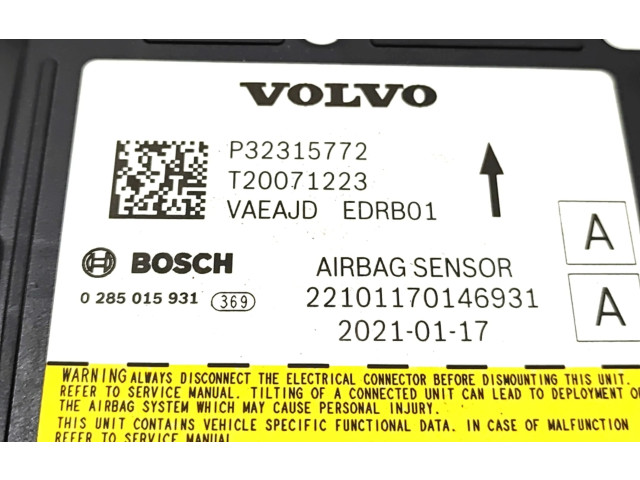 VOLVO
P32315772
T20071223
VAEAJD EDRB01
A
BOSCH
AIRBAG SENSOR
0 285 015 931 369
22101170146931
A
2021-01-17
WARNING ALWAYS DISCONNECT THE ELECTRICAL CONNECTOR BEFORE DISMOUNTING THIS UNIT.
REFER TO SERVICE MANUAL. TILTING OF A CONNECTED UNIT CAN LEAD TO DEPLOYMENT OF
THE AIRBAG SYSTEM WHICH MAY CAUSE PERSONAL INJURY.
THIS UNIT CONTAINS VEHICLE SPECIFIC FUNCTIONAL DATA. IN CASE OF MALFUNCTION
REFER TO SERVICE MANUAL.